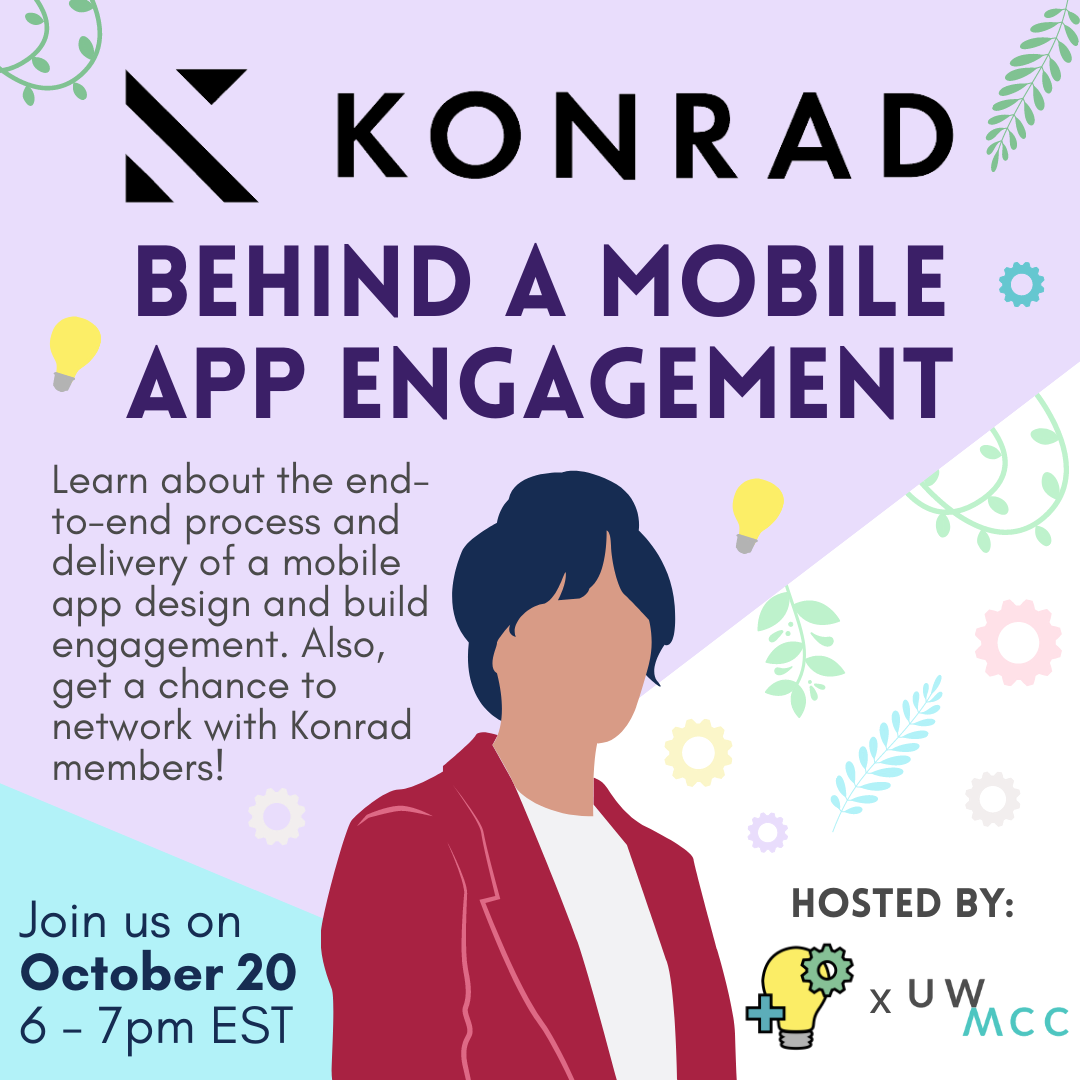 KONRAD
BEHIND A MOBILE
APP ENGAGEMENT
Learn about the end-
to-end process and
delivery of a mobile
app design and build
engagement. Also,
get a chance to
network with Konrad
members!
Join us on
October 20
6 - 7pm EST
HOSTED BY:
x UW
MCC